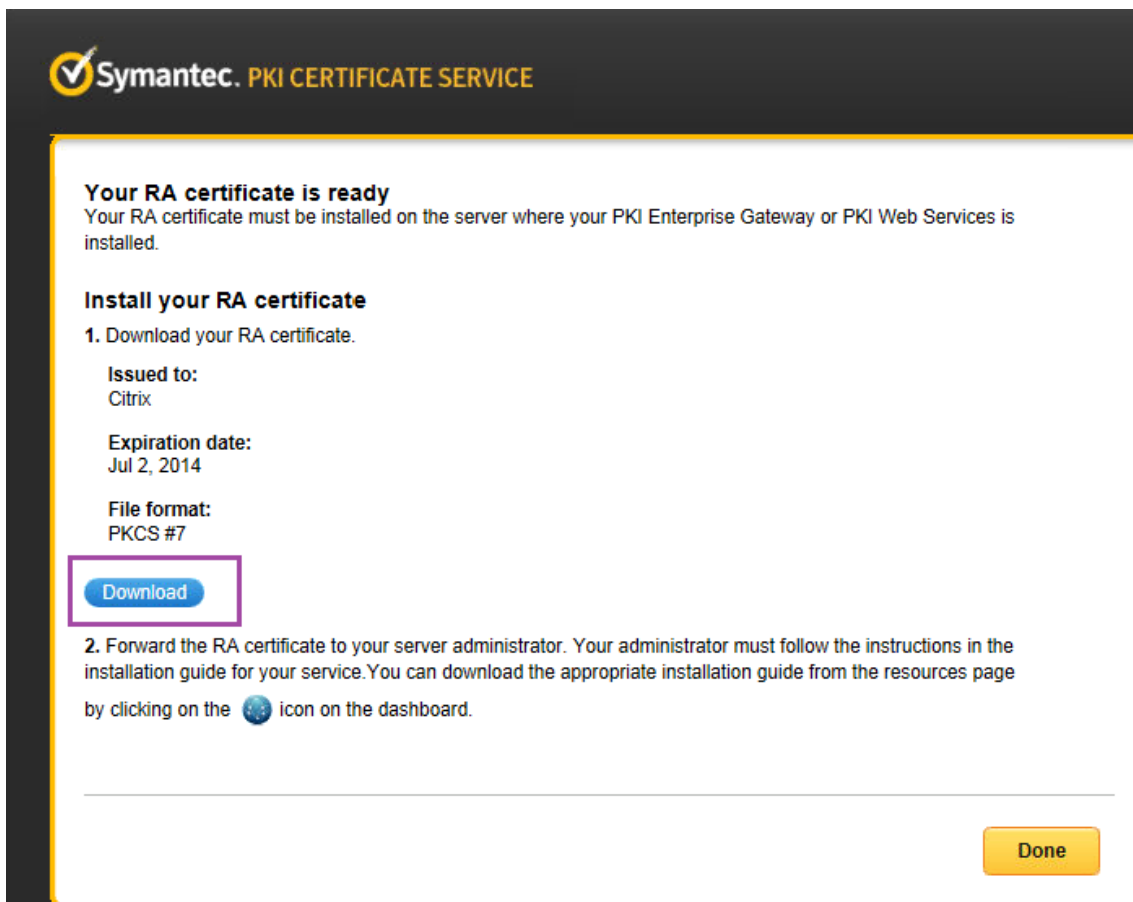 Symantec. PKI CERTIFICATE SERVICE
Your RA certificate is ready
Your RA certificate must be installed on the server where your PKI Enterprise Gateway or PKI Web Services is
installed.
Install your RA certificate
1. Download your RA certificate.
Issued to:
Citrix
Expiration date:
Jul 2, 2014
File format:
PKCS #7
Download
2. Forward the RA certificate to your server administrator. Your administrator must follow the instructions in the
installation guide for your service.You can download the appropriate installation guide from the resources page
by clicking on the icon on the dashboard.
Done